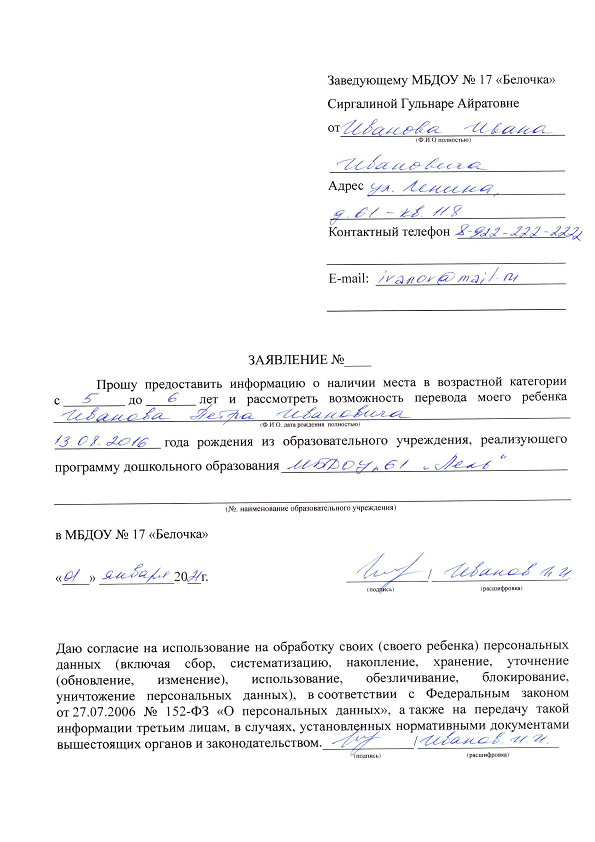 Заведующему МБДОУ № 17 «Белочка»
Сиргалиной Гульнаре Айратовне
от Иванова Ивана
(Ф.И.О полностью)
Ивановича
Адрес ул. Ленина,
д. 61 - кв. 118
Контактный телефон 8-922-222-2222
E-mail: ivanov@mail.ru
ЗАЯВЛЕНИЕ №____
Прошу предоставить информацию о наличии места в возрастной категории
с 5 до 6 лет и рассмотреть возможность перевода моего ребенка
Иванова Петра Ивановича
(Ф.И.О. дата рождения полностью)
13.08.2016 года рождения из образовательного учреждения, реализующего
программу дошкольного образования МБДОУ 61 „Лель"
(№, наименование образовательного учреждения)
в МБДОУ № 17 «Белочка»
«01» января 2021г. / Иванов И.И.
(подпись) (расшифровка)
Даю согласие на использование на обработку своих (своего ребенка) персональных
данных (включая сбор, систематизацию, накопление, хранение, уточнение
(обновление, изменение), использование, обезличивание, блокирование,
уничтожение персональных данных), в соответствии с Федеральным законом
от 27.07.2006 № 152-ФЗ «О персональных данных», а также на передачу такой
информации третьим лицам, в случаях, установленных нормативными документами
вышестоящих органов и законодательством. / Иванов. И.И.
(подпись) (расшифровка)